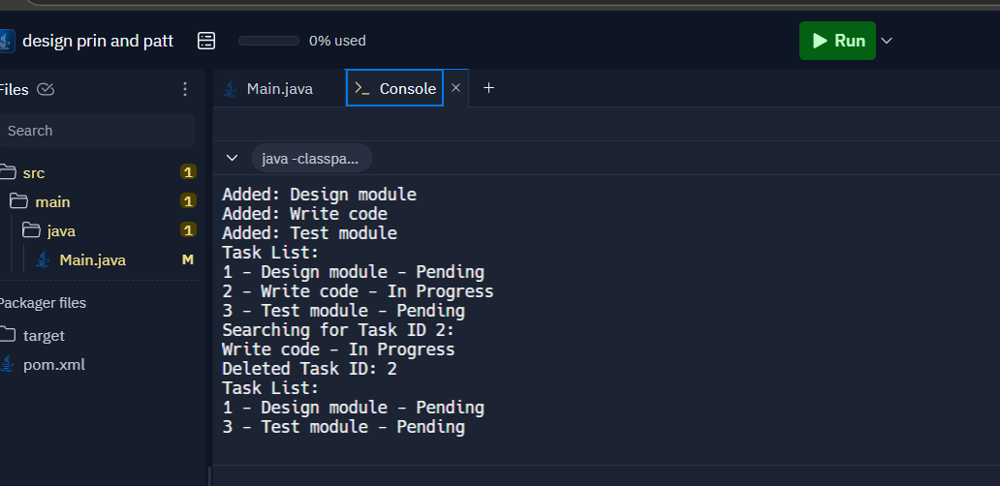 design prin and patt
0% used
Run
Files
Main.java
Console
Search
java -classpa...
src 1
main 1
java 1
Main.java M
Packager files
target
pom.xml
Added: Design module
Added: Write code
Added: Test module
Task List:
1 - Design module - Pending
2 - Write code - In Progress
3 - Test module - Pending
Searching for Task ID 2:
Write code - In Progress
Deleted Task ID: 2
Task List:
1 - Design module - Pending
3 - Test module - Pending